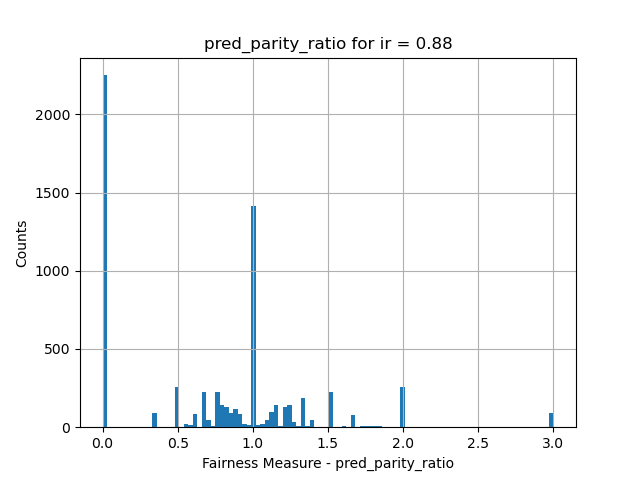 pred_parity_ratio for ir = 0.88
Counts
2000
1500
1000
500
0
0.0 0.5 1.0 1.5 2.0 2.5 3.0
Fairness Measure - pred_parity_ratio